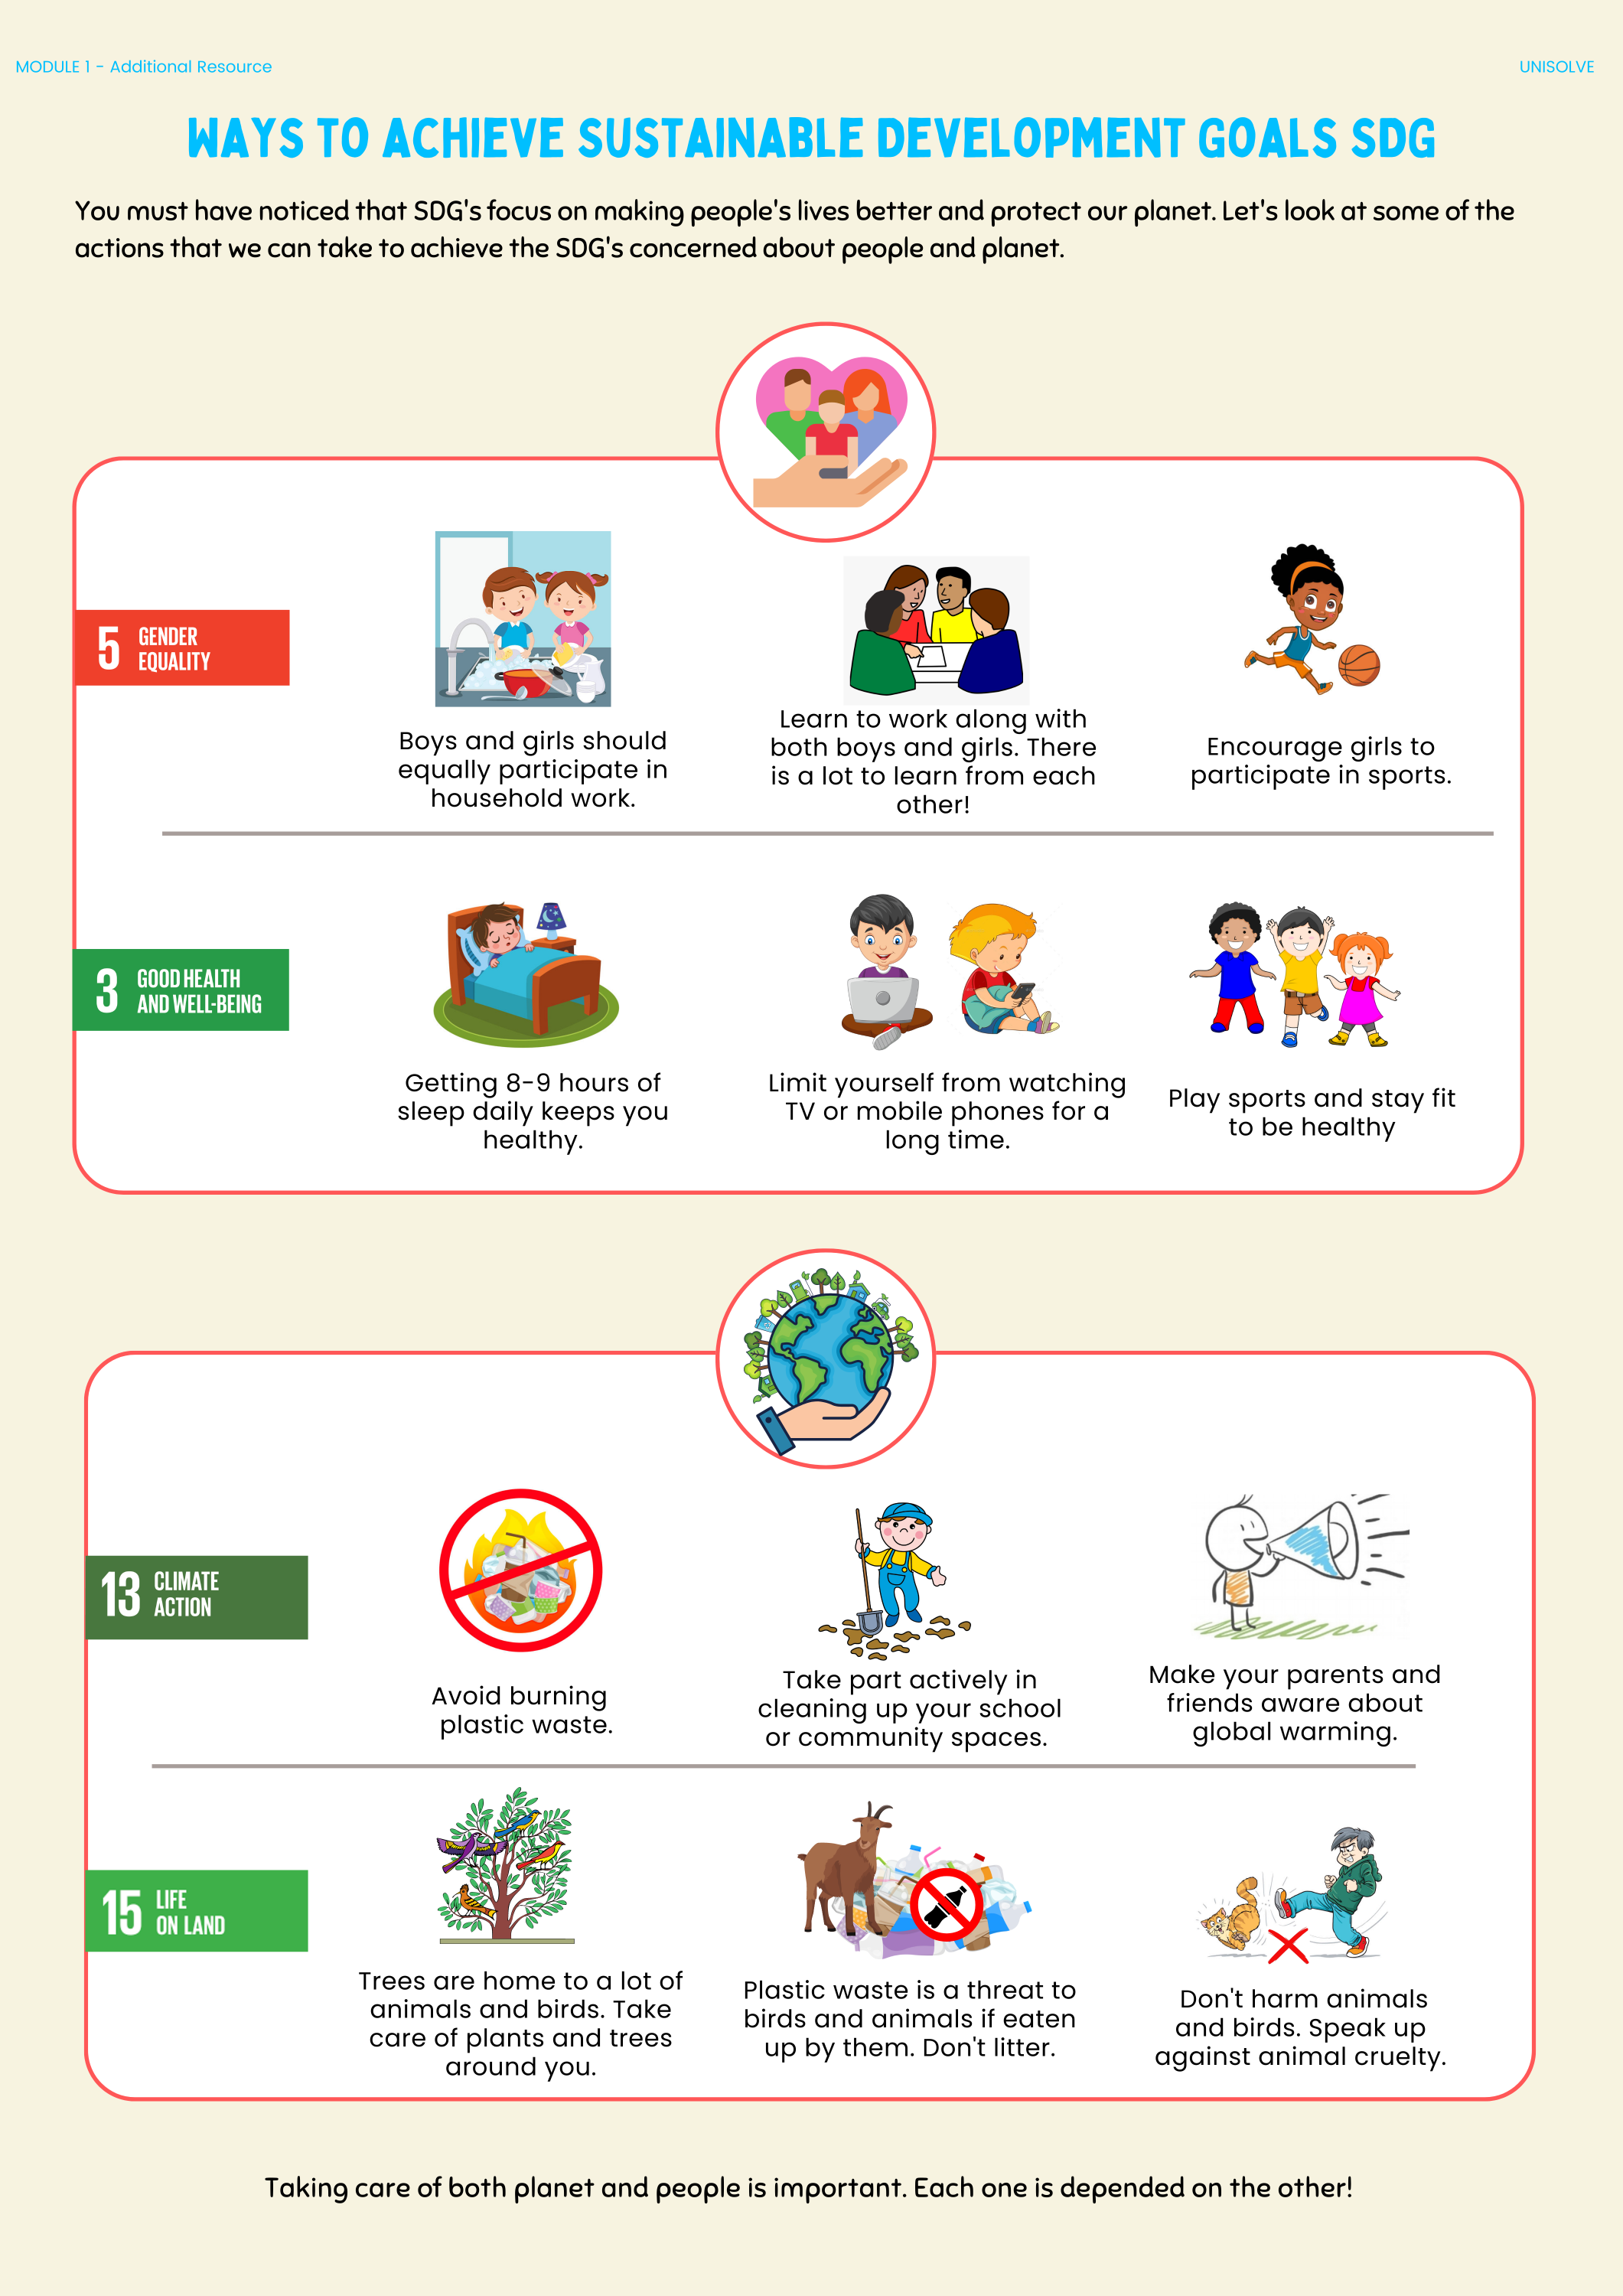 MODULE 1 - Additional Resource
UNISOLVE
WAYS TO ACHIEVE SUSTAINABLE DEVELOPMENT GOALS SDG
You must have noticed that SDG's focus on making people's lives better and protect our planet. Let's look at some of the
actions that we can take to achieve the SDG's concerned about people and planet.
5 GENDER
EQUALITY
Boys and girls should
equally participate in
household work.
Learn to work along with
both boys and girls. There
is a lot to learn from each
other!
Encourage girls to
participate in sports.
3 GOOD HEALTH
AND WELL-BEING
Getting 8-9 hours of
sleep daily keeps you
healthy.
Limit yourself from watching
TV or mobile phones for a
long time.
Play sports and stay fit
to be healthy
13 CLIMATE
ACTION
Avoid burning
plastic waste.
Take part actively in
cleaning up your school
or community spaces.
Make your parents and
friends aware about
global warming.
15 LIFE
ON LAND
Trees are home to a lot of
animals and birds. Take
care of plants and trees
around you.
Plastic waste is a threat to
birds and animals if eaten
up by them. Don't litter.
Don't harm animals
and birds. Speak up
against animal cruelty.
Taking care of both planet and people is important. Each one is depended on the other!